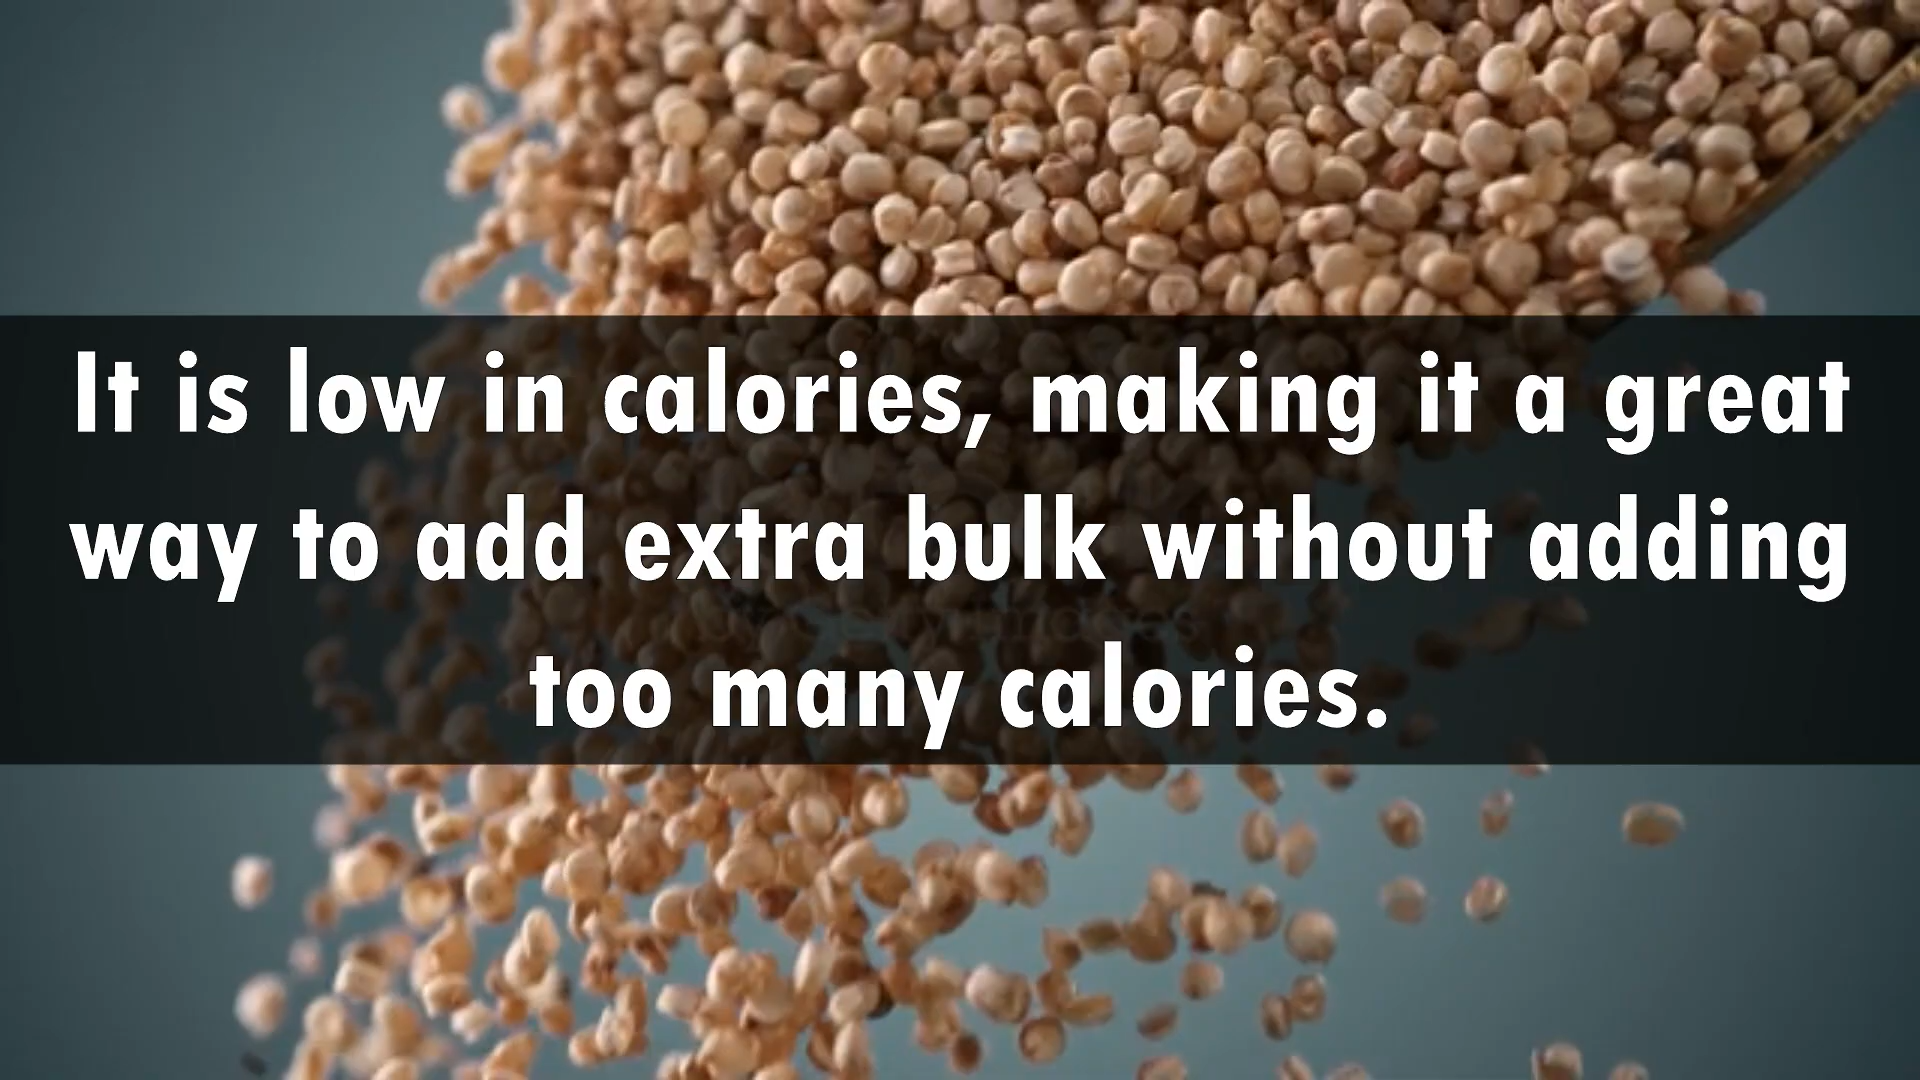 It is low in calories, making it a great
way to add extra bulk without adding
too many calories.